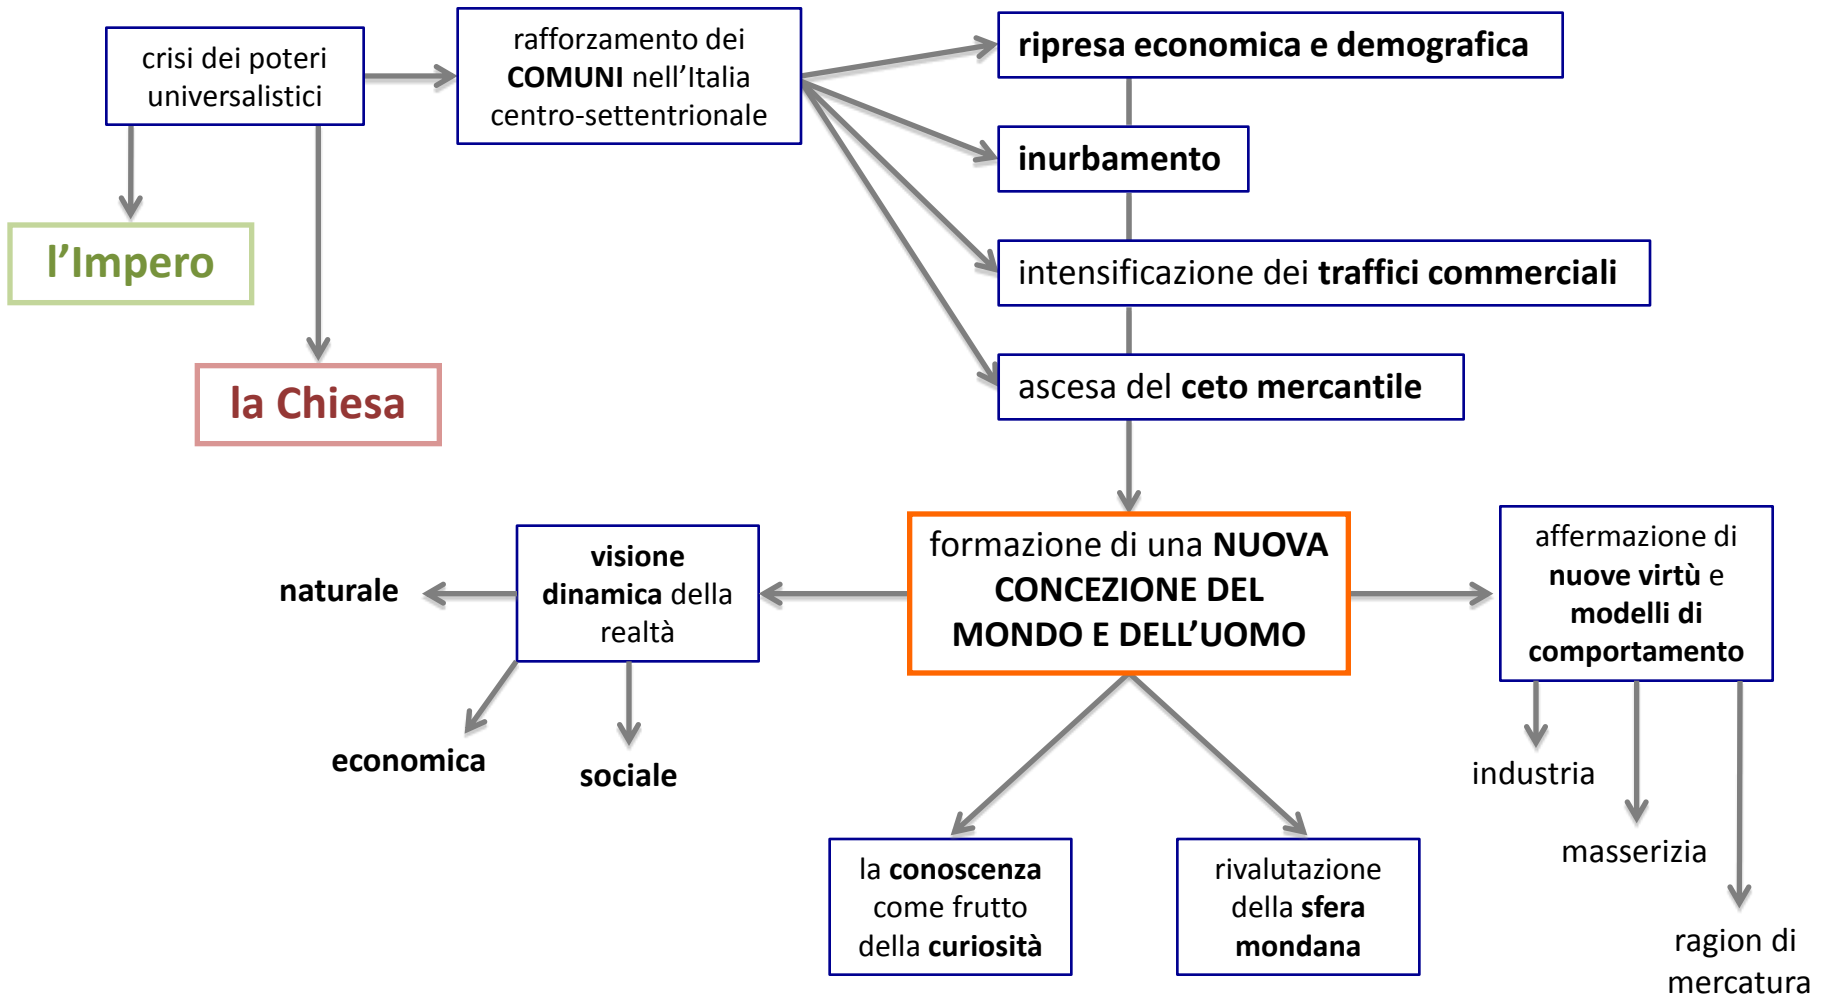 crisi dei poteri
universalistici
rafforzamento dei
COMUNI nell’Italia
centro-settentrionale
ripresa economica e demografica
inurbamento
intensificazione dei traffici commerciali
ascesa del ceto mercantile
l’Impero
la Chiesa
formazione di una NUOVA
CONCEZIONE DEL
MONDO E DELL’UOMO
visione
dinamica della
realtà
naturale
economica
sociale
affermazione di
nuove virtù e
modelli di
comportamento
industria
masserizia
ragion di
mercatura
la conoscenza
come frutto
della curiosità
rivalutazione
della sfera
mondana